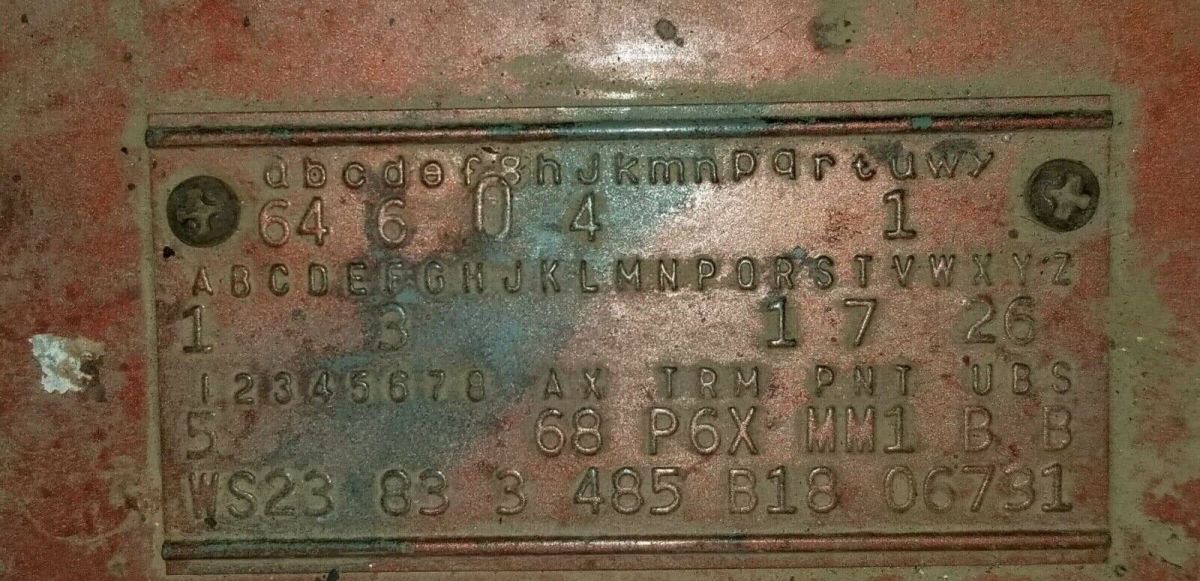 abcdefghJkmnpqrtuwy
64 6 0 4 1
ABCDEFGHJKLMNPQRSTVWXYZ
1 3 1 7 26
12345678 AX TRM PNT UBS
5 68 P6X MM1 B B
WS23 83 3 485 B18 06731